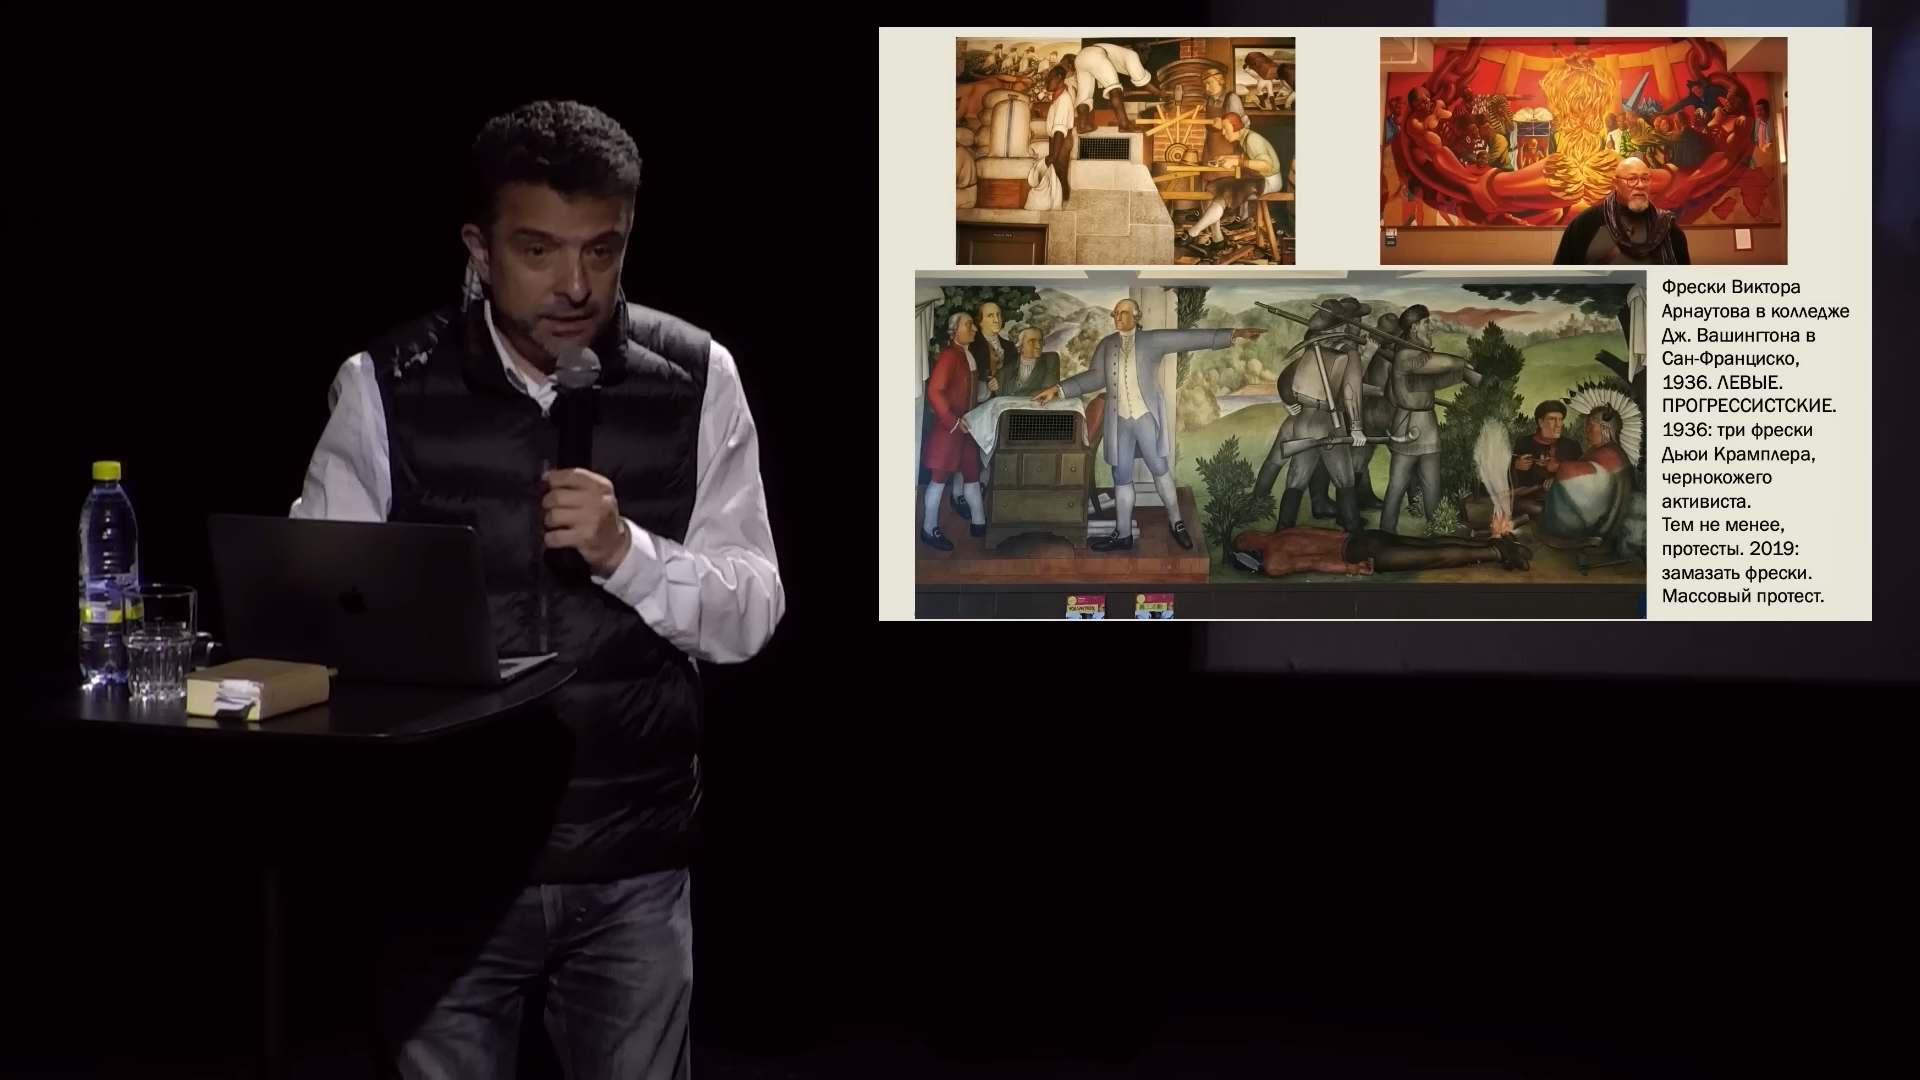 Фрески Виктора
Арнаутова в колледже
Дж. Вашингтона в
Сан-Франциско,
1936. ЛЕВЫЕ.
ПРОГРЕССИСТСКИЕ.
1936: три фрески
Дьюи Крамплера,
чернокожего
активиста.
Тем не менее,
протесты. 2019:
замазать фрески.
Массовый протест.